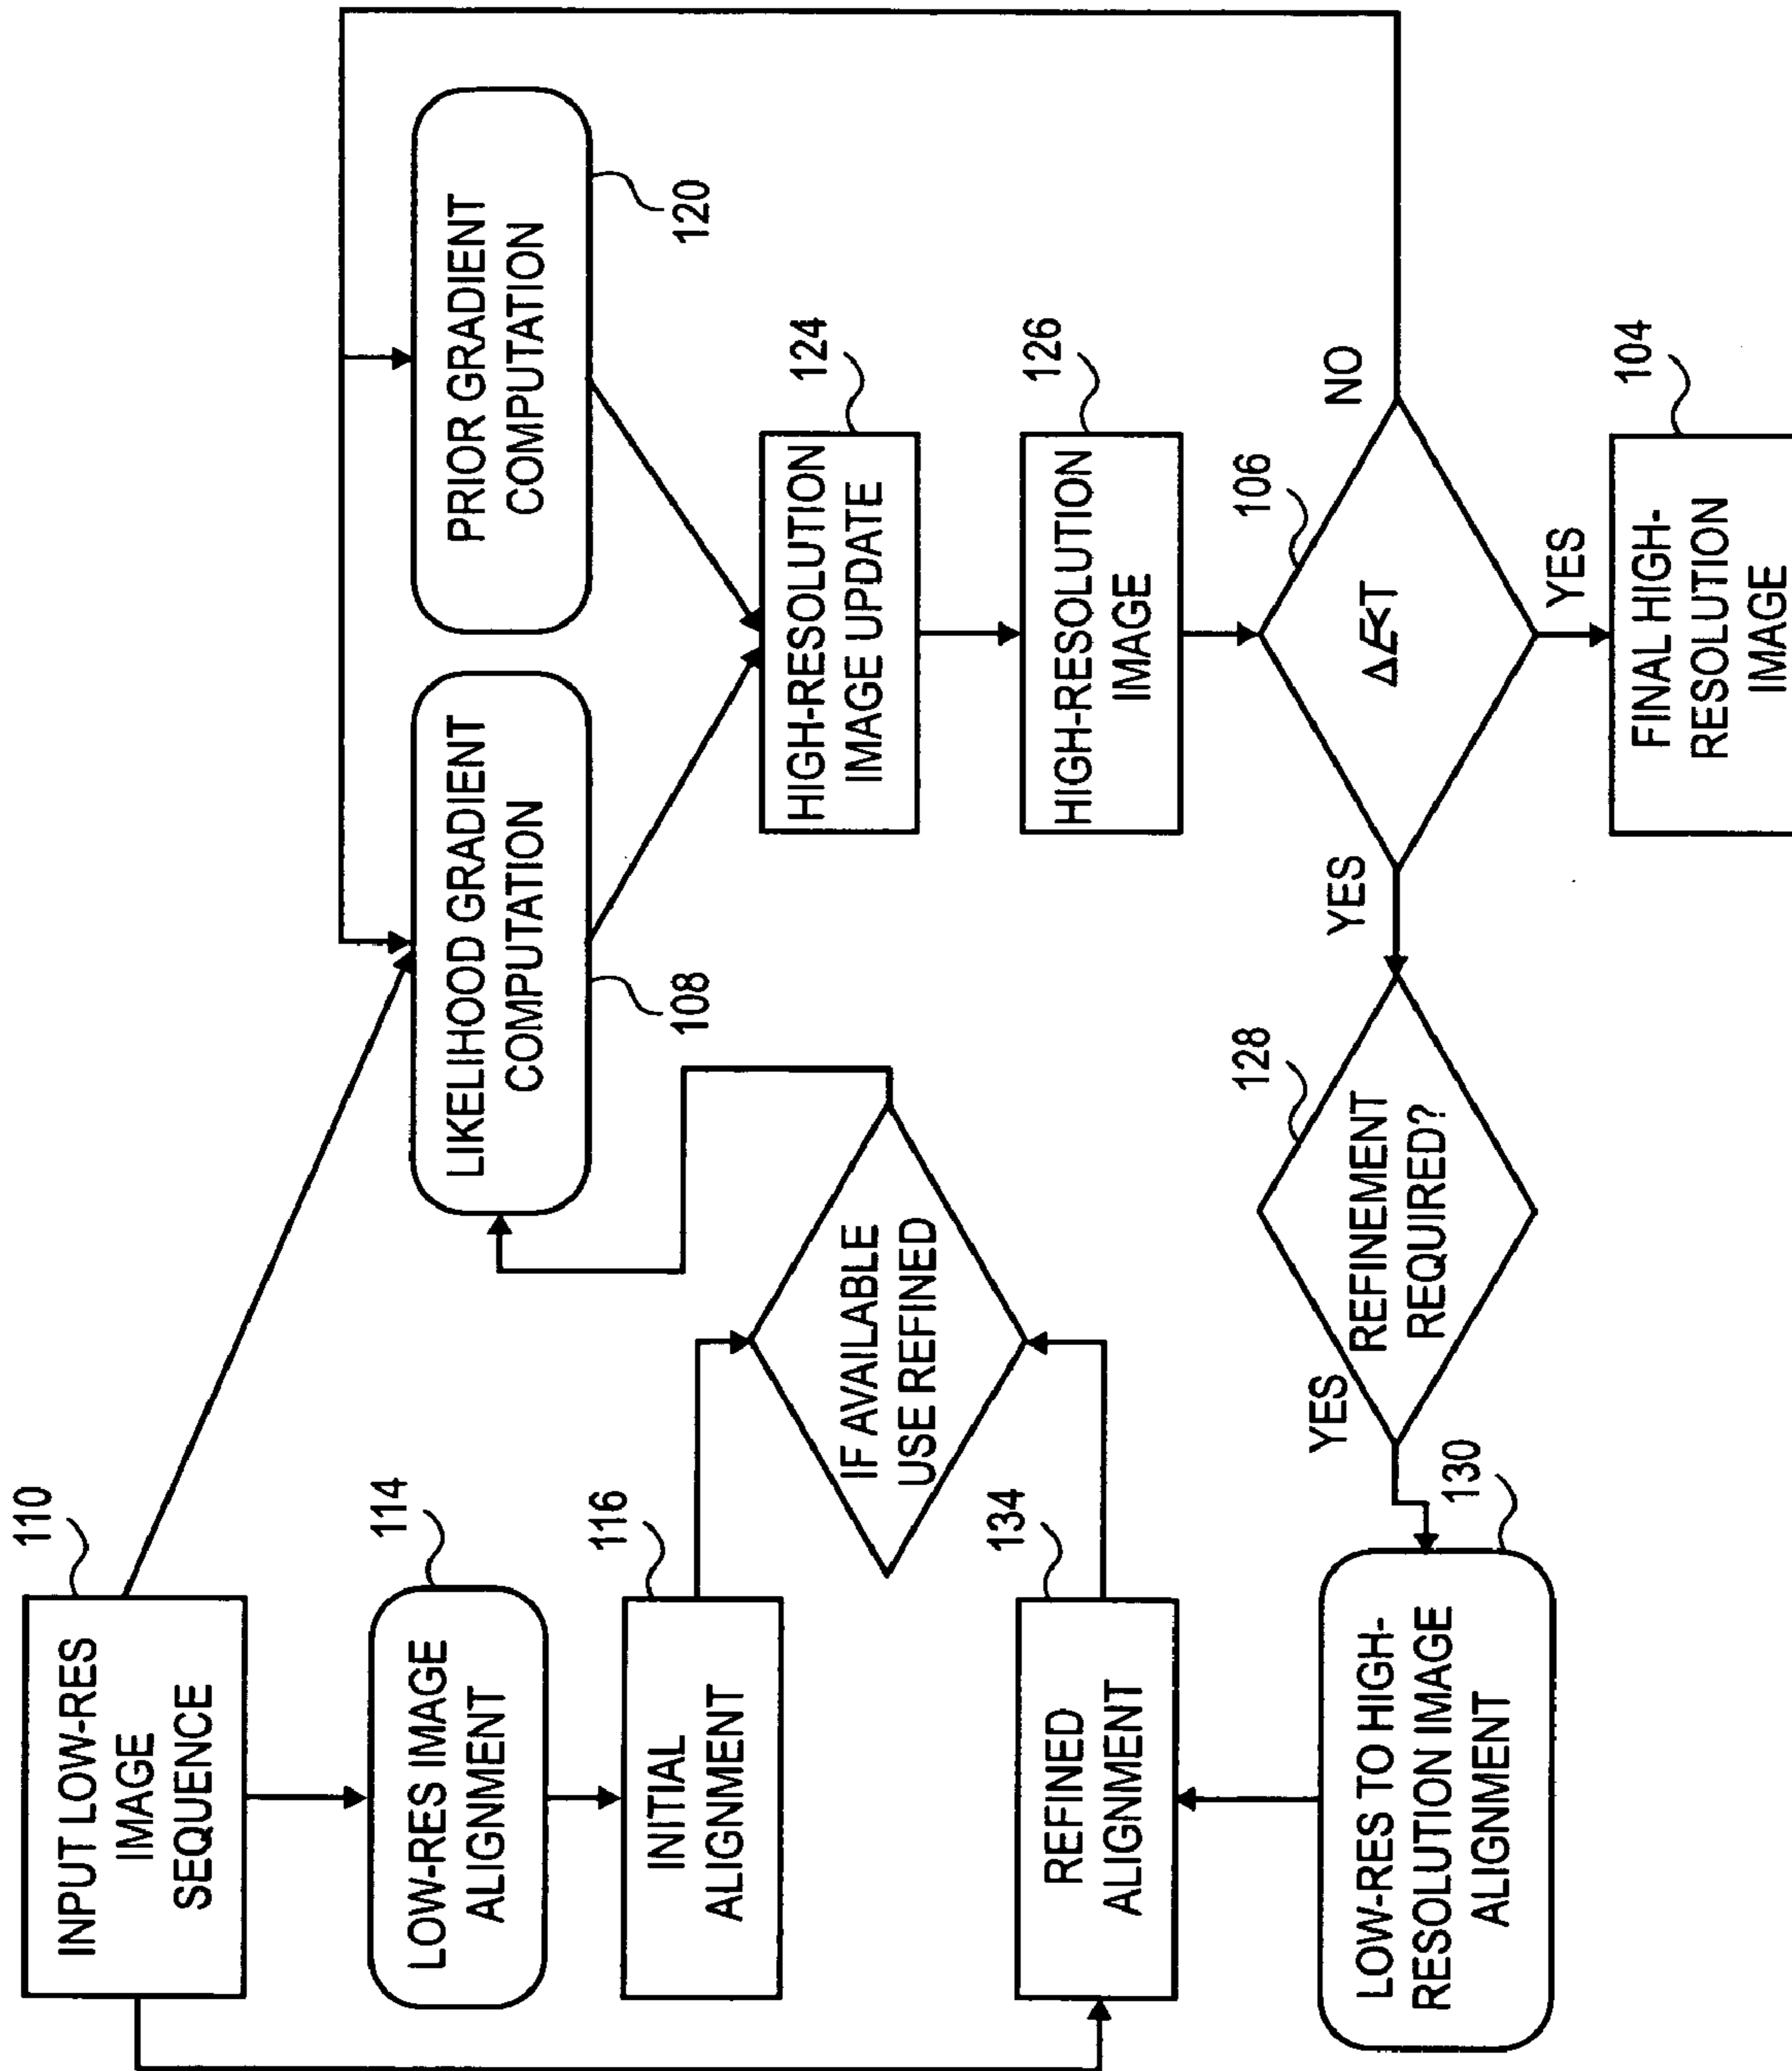 110
INPUT LOW-RES
IMAGE
SEQUENCE
114
LOW-RES IMAGE
ALIGNMENT
116
INITIAL
ALIGNMENT
134
REFINED
ALIGNMENT
130
LOW-RES TO HIGH-
RESOLUTION IMAGE
ALIGNMENT
IF AVAILABLE
USE REFINED
YES
128
REFINEMENT
REQUIRED?
YES
LIKELIHOOD GRADIENT
COMPUTATION
108
PRIOR GRADIENT
COMPUTATION
120
124
HIGH-RESOLUTION
IMAGE UPDATE
126
HIGH-RESOLUTION
IMAGE
106
ΔE<T
NO
YES
104
FINAL HIGH-
RESOLUTION
IMAGE